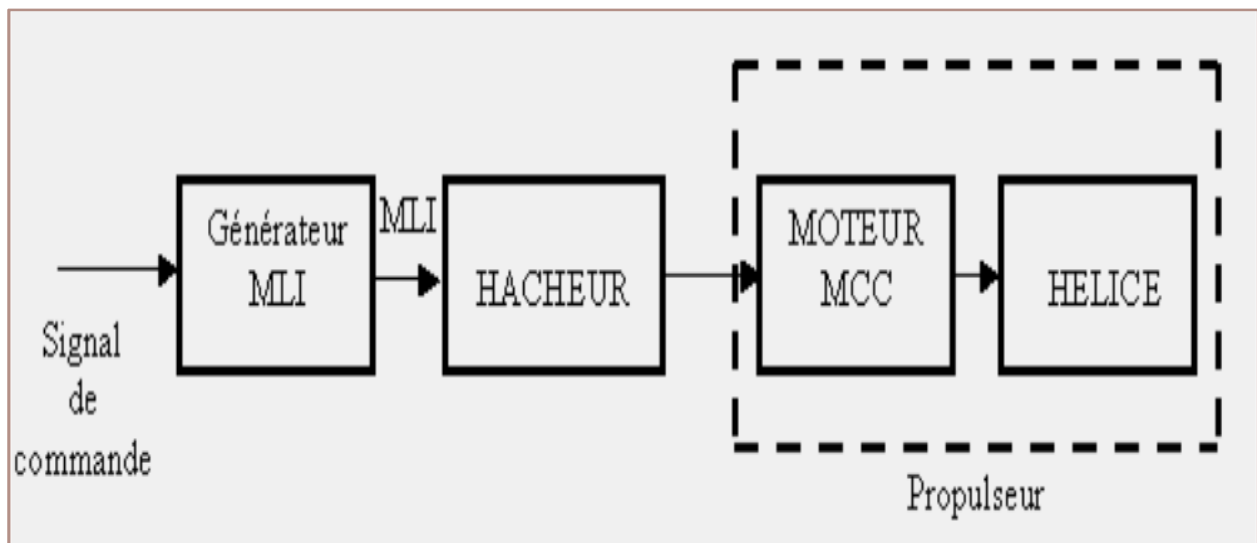 Signal
de
commande
Générateur
MLI
MLI
HACHEUR
MOTEUR
MCC
HELICE
Propulseur